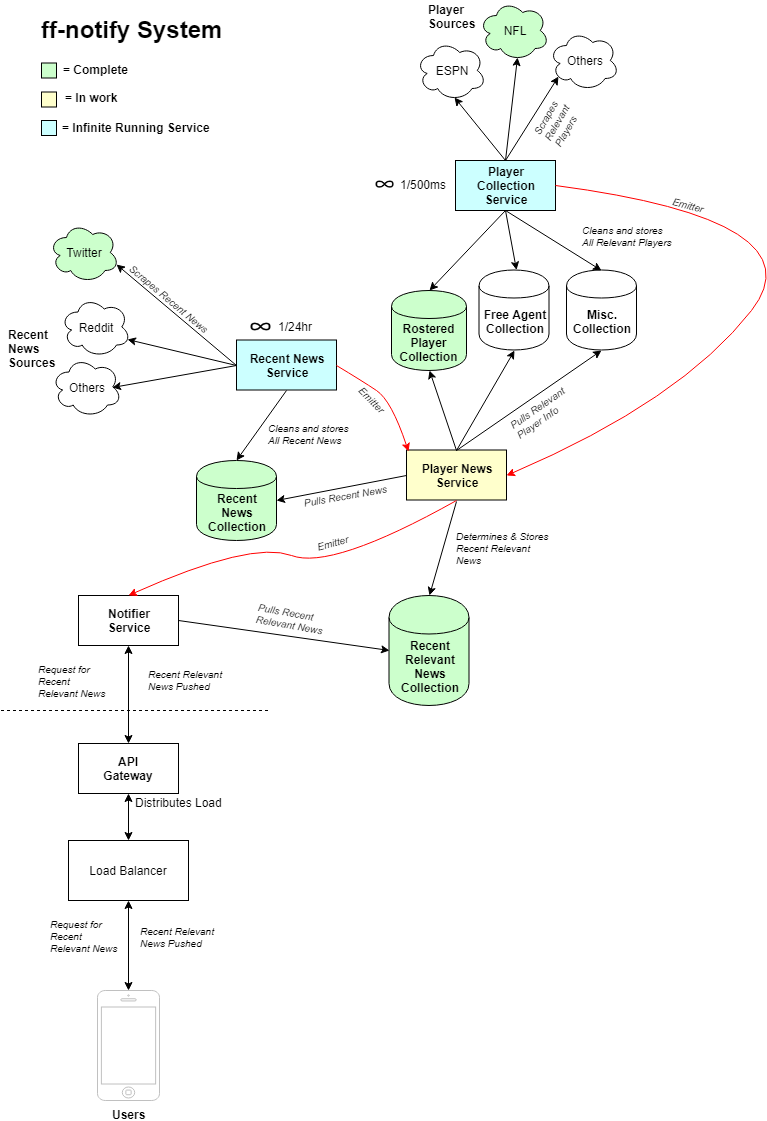 ff-notify System
= Complete
= In work
= Infinite Running Service
Player
Sources
NFL
ESPN
Others
Scrapes
Relevant
Players
1/500ms
Player
Collection
Service
Emitter
Cleans and stores
All Relevant Players
Rostered
Player
Collection
Free Agent
Collection
Misc.
Collection
Twitter
Scrapes Recent News
Recent
News
Sources
Reddit
Others
1/24hr
Recent News
Service
Emitter
Cleans and stores
All Recent News
Pulls Relevant
Player Info
Player News
Service
Recent
News
Collection
Pulls Recent News
Emitter
Determines & Stores
Recent Relevant
News
Notifier
Service
Pulls Recent
Relevant News
Recent
Relevant
News
Collection
Request for
Recent
Relevant News
Recent Relevant
News Pushed
API
Gateway
Distributes Load
Load Balancer
Request for
Recent
Relevant News
Recent Relevant
News Pushed
Users